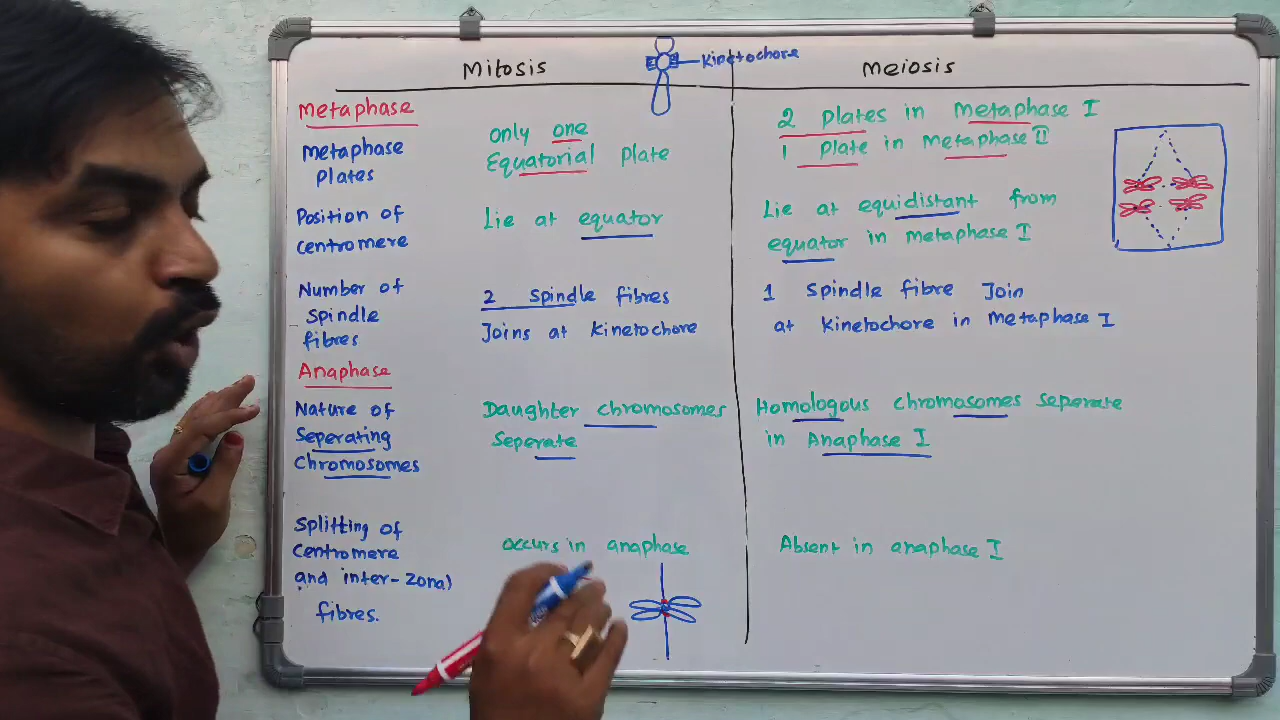 Mitosis
Kinetochore
Meiosis
Metaphase
Metaphase
Plates
Only one
Equatorial Plate
2 Plates in Metaphase I
1 Plate in Metaphase II
Position of
centromere
Lie at equator
Lie at equidistant from
equator in metaphase I
Number of
Spindle
fibres
2 Spindle fibres
Joins at Kinetochore
1 Spindle fibre Join
at Kinetochore in Metaphase I
Anaphase
Nature of
Seperating
Chromosomes
Daughter chromosomes
Seperate
Homologous chromosomes seperate
in Anaphase I
Splitting of
Centromere
and inter-zonal
fibres.
occurs in anaphase
Absent in anaphase I